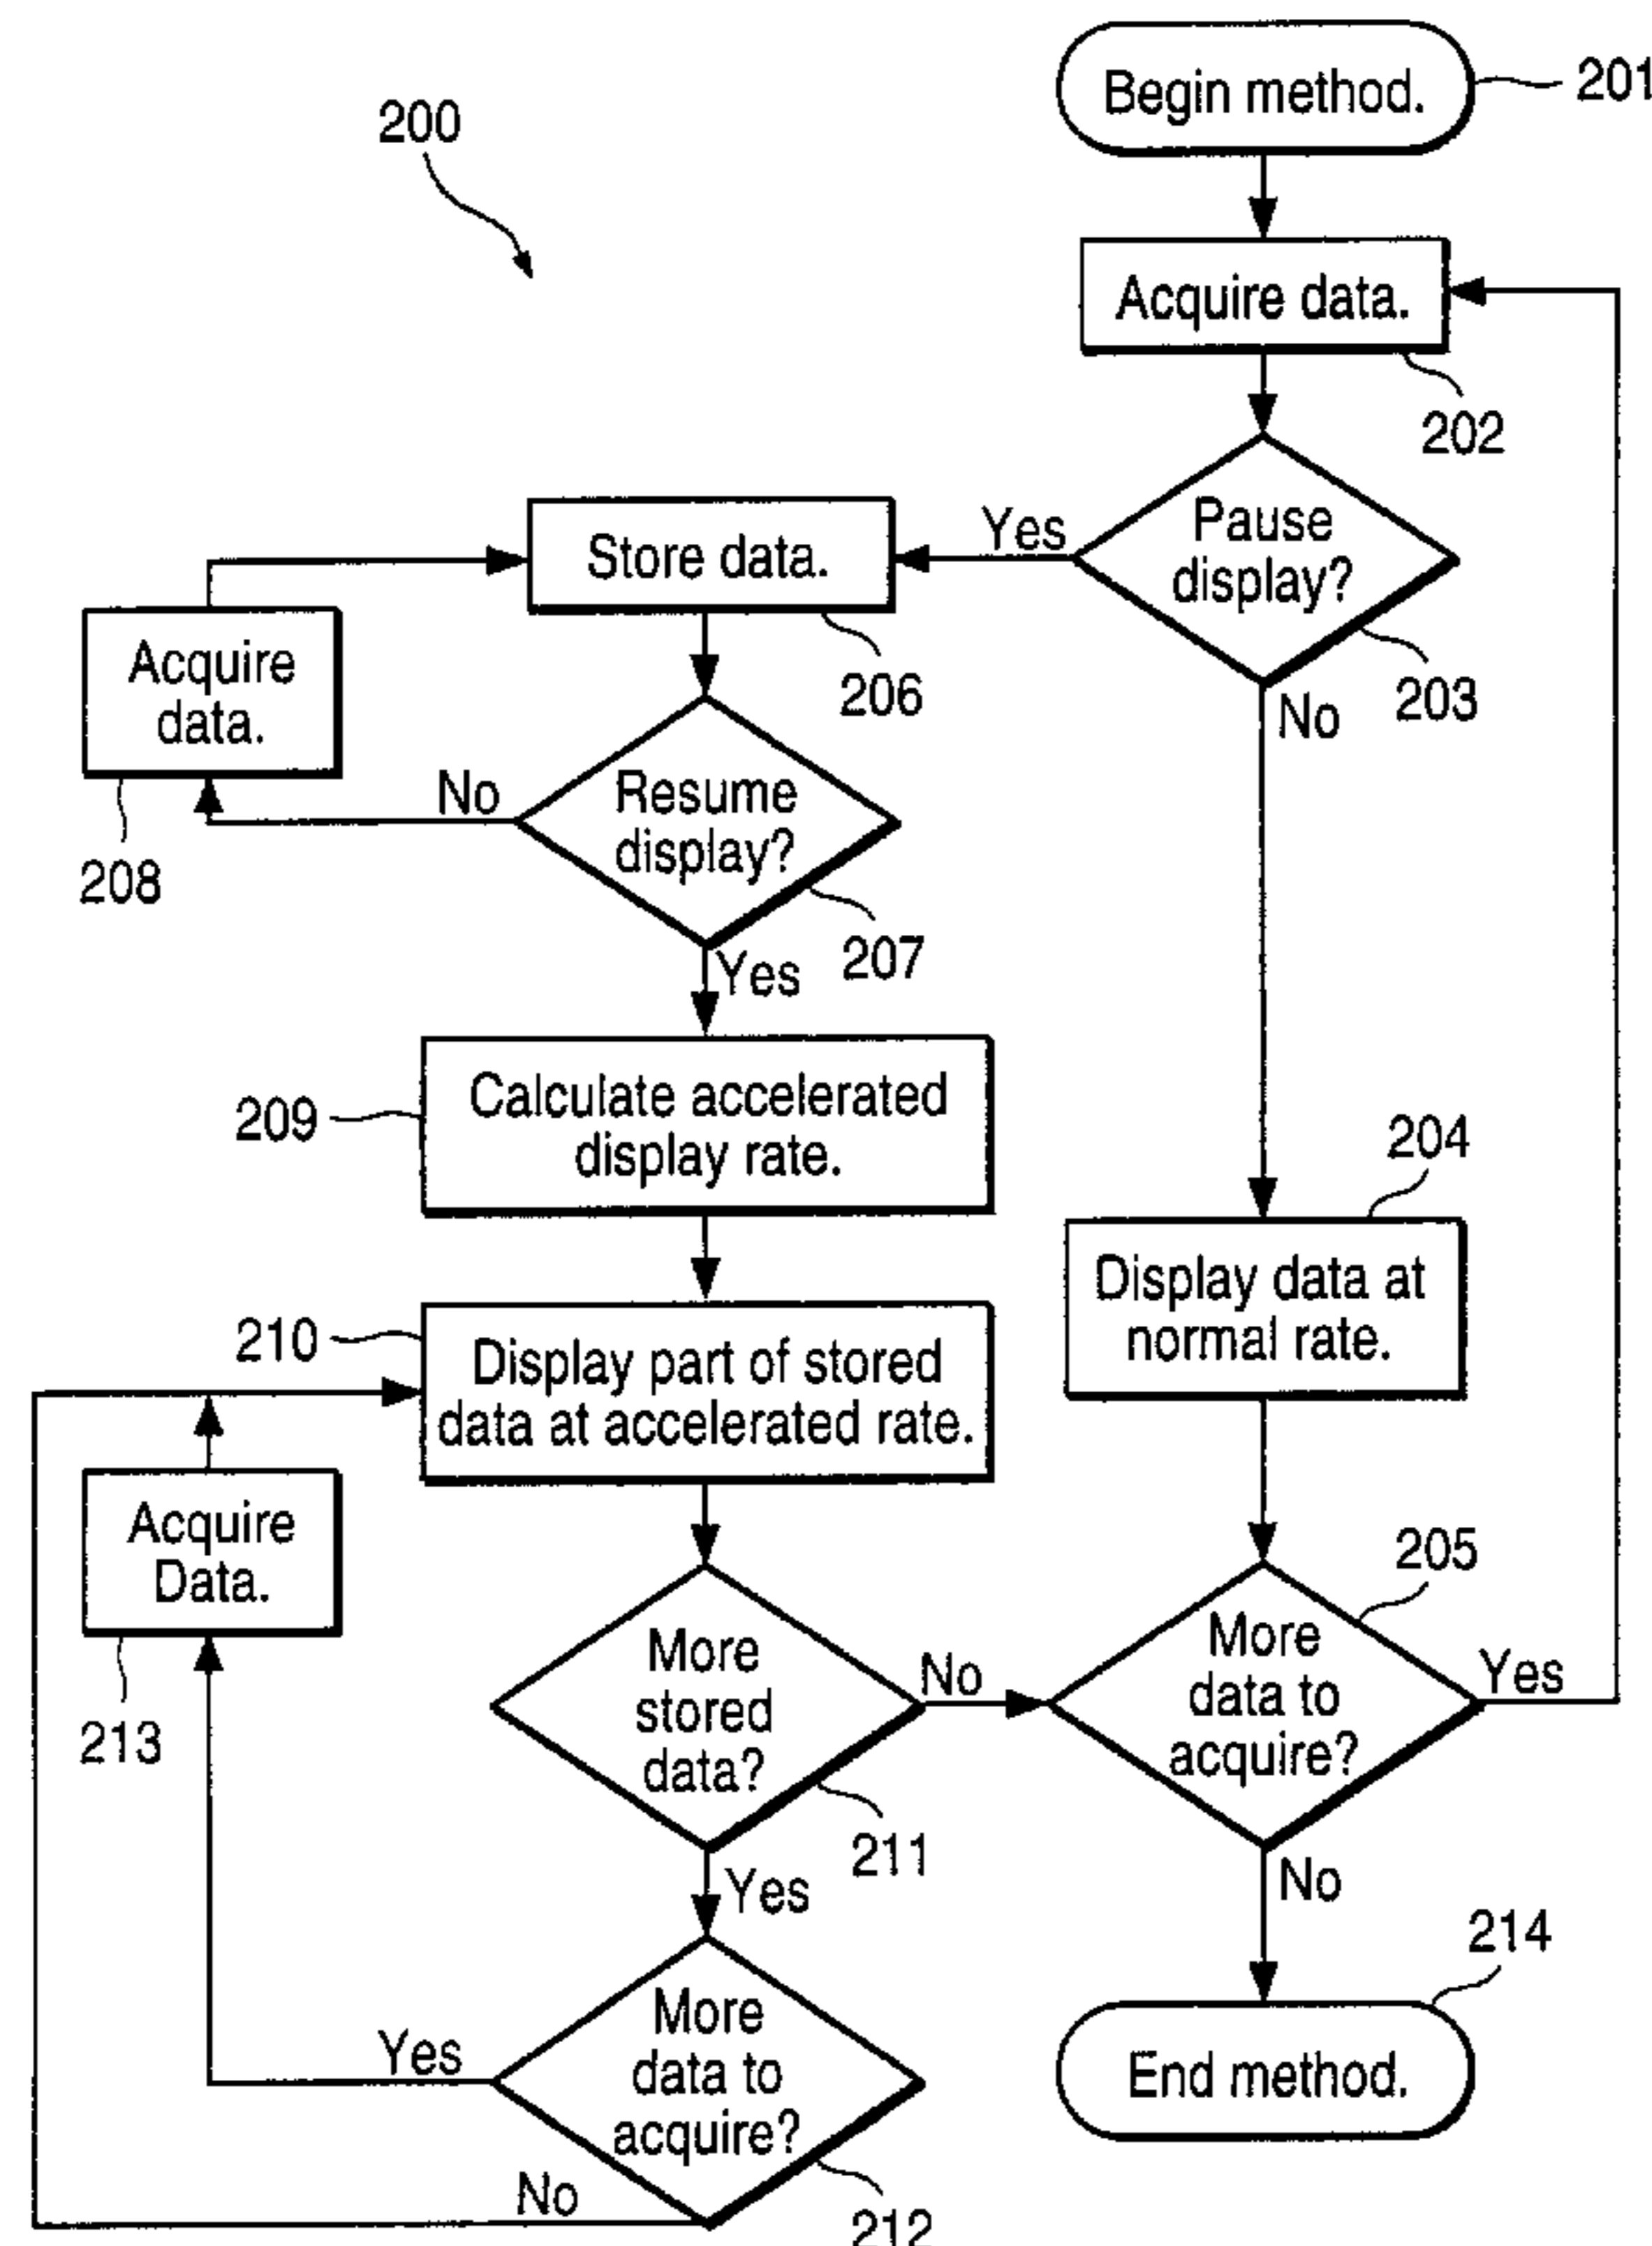 Begin method.
201
200
Acquire data.
202
Pause
display?
203
Yes
No
Store data.
206
Acquire
data.
208
No
Resume
display?
207
Yes
Calculate accelerated
display rate.
209
204
Display data at
normal rate.
210
Display part of stored
data at accelerated rate.
Acquire
Data.
213
More
stored
data?
211
No
Yes
205
More
data to
acquire?
Yes
No
More
data to
acquire?
212
Yes
No
214
End method.